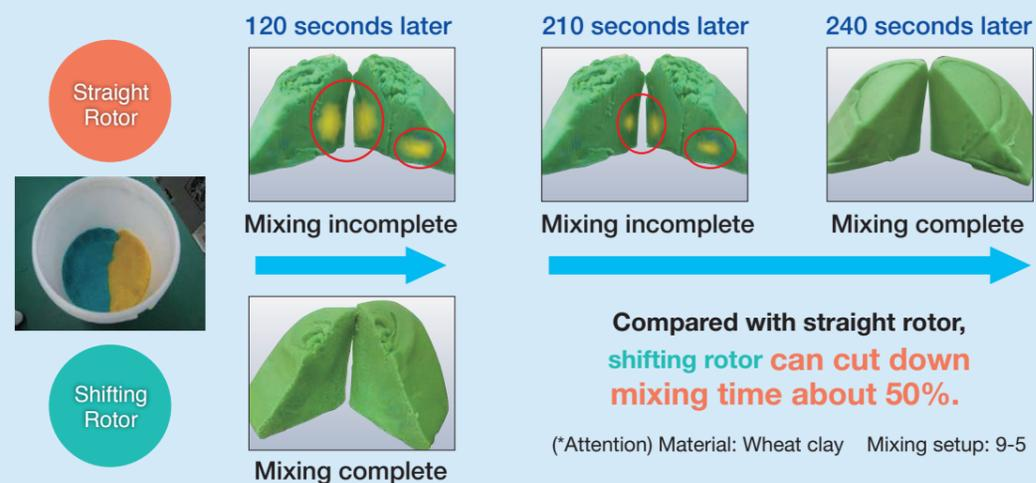 120 seconds later
210 seconds later
240 seconds later
Straight
Rotor
Mixing incomplete
Mixing incomplete
Mixing complete
Shifting
Rotor
Mixing complete
Compared with straight rotor,
shifting rotor can cut down
mixing time about 50%.
(*Attention) Material: Wheat clay Mixing setup: 9-5